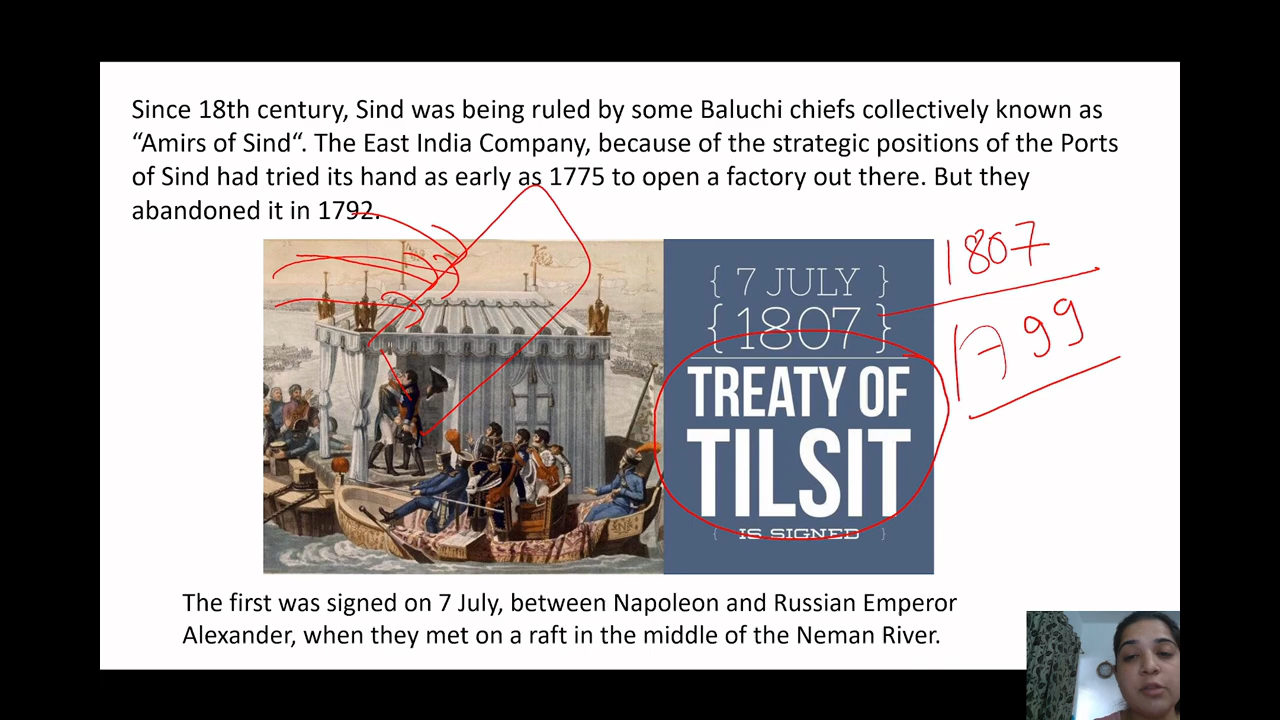 Since 18th century, Sind was being ruled by some Baluchi chiefs collectively known as
“Amirs of Sind“. The East India Company, because of the strategic positions of the Ports
of Sind had tried its hand as early as 1775 to open a factory out there. But they
abandoned it in 1792.
{ 7 JULY }
{ 1807 }
TREATY OF
TILSIT
{ IS SIGNED }
1807
1799
The first was signed on 7 July, between Napoleon and Russian Emperor
Alexander, when they met on a raft in the middle of the Neman River.